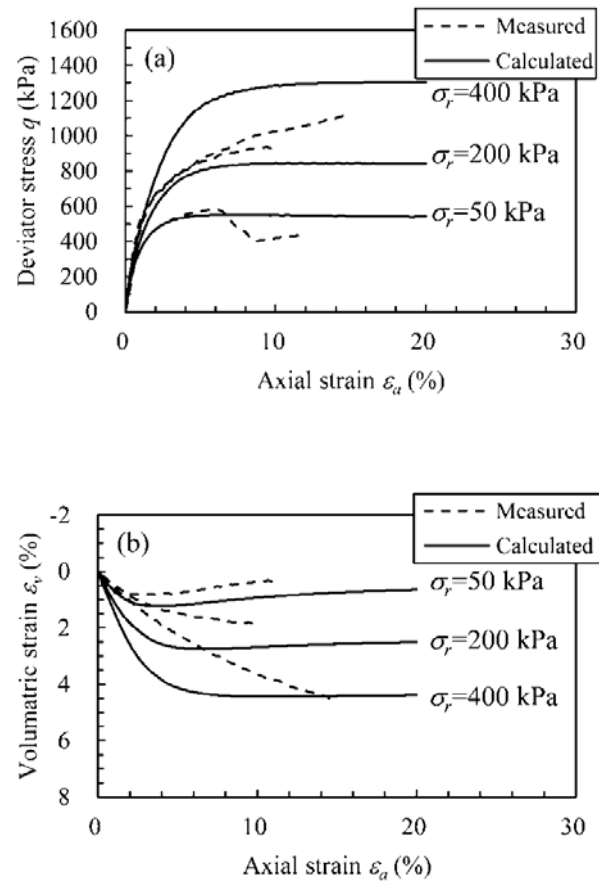 1600
1400
1200
1000
800
600
400
200
0
Deviator stress q (kPa)
(a)
Measured
Calculated
σr=400 kPa
σr=200 kPa
σr=50 kPa
0 10 20 30
Axial strain εa (%)
-2
0
2
4
6
8
Volumatric strain εv (%)
(b)
Measured
Calculated
σr=50 kPa
σr=200 kPa
σr=400 kPa
0 10 20 30
Axial strain εa (%)